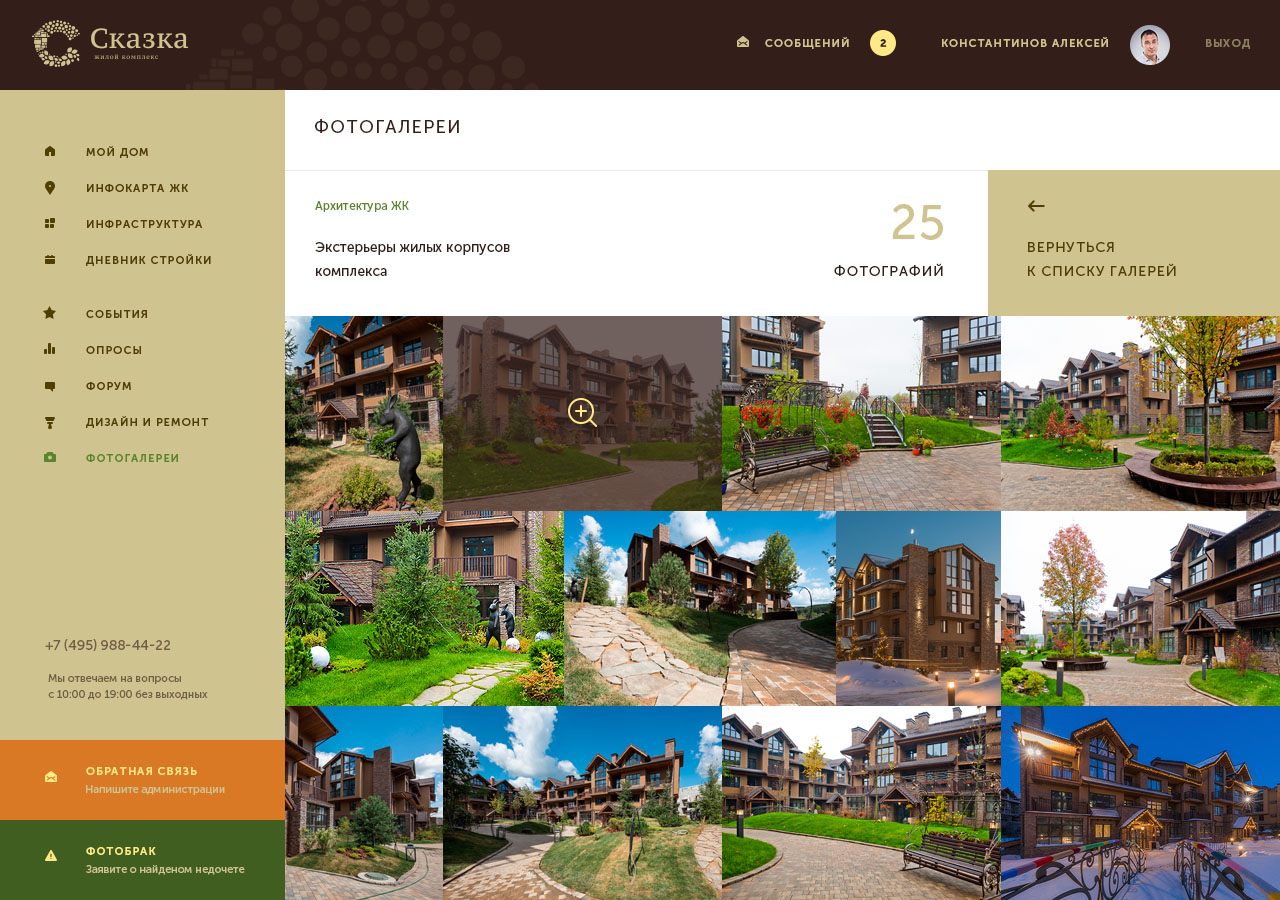 Сказка
жилой комплекс
СООБЩЕНИЙ 2
КОНСТАНТИНОВ АЛЕКСЕЙ
ВЫХОД
МОЙ ДОМ
ИНФОКАРТА ЖК
ИНФРАСТРУКТУРА
ДНЕВНИК СТРОЙКИ
СОБЫТИЯ
ОПРОСЫ
ФОРУМ
ДИЗАЙН И РЕМОНТ
ФОТОГАЛЕРЕИ
+7 (495) 988-44-22
Мы отвечаем на вопросы
с 10:00 до 19:00 без выходных
ОБРАТНАЯ СВЯЗЬ
Напишите администрации
ФОТОБРАК
Заявите о найденом недочете
ФОТОГАЛЕРЕИ
Архитектура ЖК
Экстерьеры жилых корпусов
комплекса
25
ФОТОГРАФИЙ
ВЕРНУТЬСЯ
К СПИСКУ ГАЛЕРЕЙ